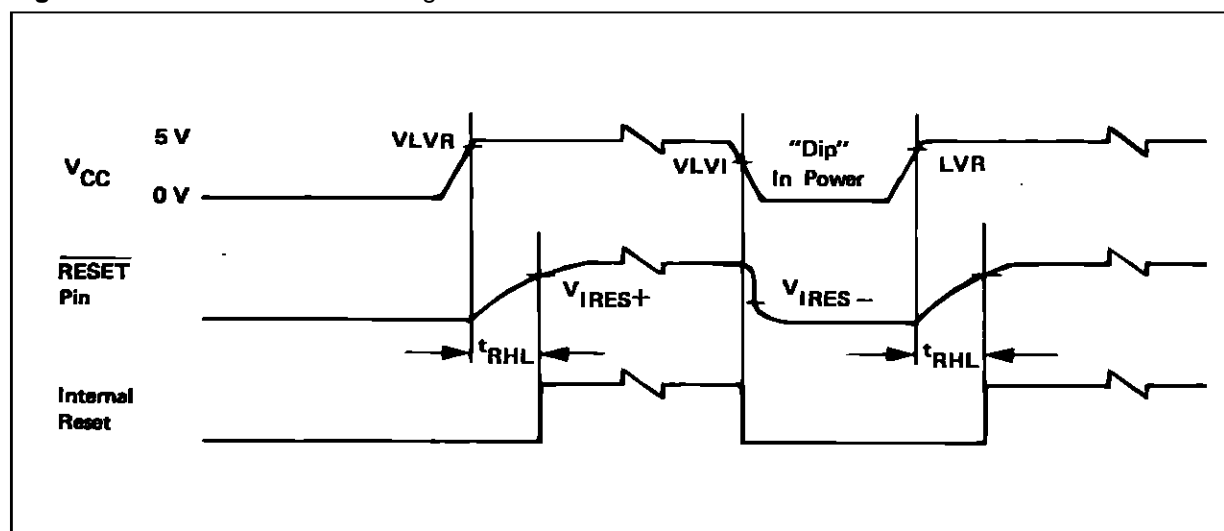 5 V
VLVR
VLVI
"Dip"
In Power
LVR
VCC
0 V
RESET
Pin
VIRES+
VIRES–
tRHL
tRHL
Internal
Reset